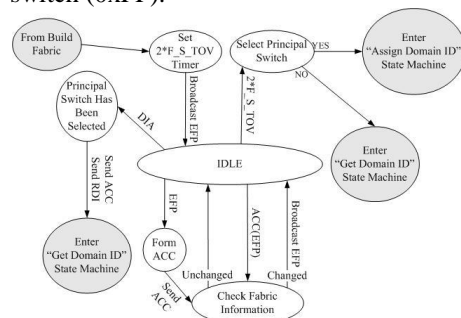 switch (0xFF).
From Build
Fabric
Set
2*F_S_TOV
Timer
Select Principal
Switch
YES
Enter
"Assign Domain ID"
State Machine
NO
Principal
Switch Has
Been
Selected
DIA
Broadcast EFP
2*F_S_TOV
IDLE
Enter
"Get Domain ID"
State Machine
Send ACC
Send RDI
EFP
ACC(EFP)
Broadcast EFP
Enter
"Get Domain ID"
State Machine
Form
ACC
Unchanged
Changed
Send
ACC
Check Fabric
Information